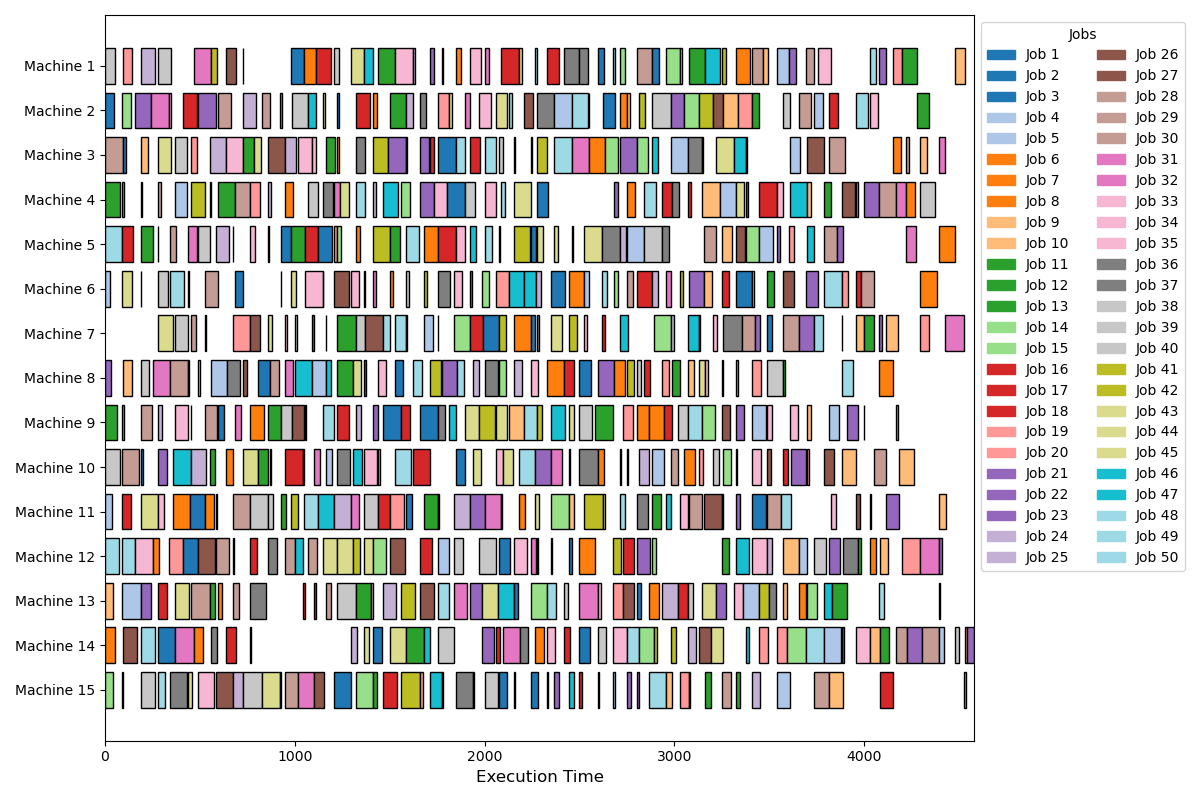 Machine 1
Machine 2
Machine 3
Machine 4
Machine 5
Machine 6
Machine 7
Machine 8
Machine 9
Machine 10
Machine 11
Machine 12
Machine 13
Machine 14
Machine 15
0 1000 2000 3000 4000
Execution Time
Jobs
Job 1 Job 26
Job 2 Job 27
Job 3 Job 28
Job 4 Job 29
Job 5 Job 30
Job 6 Job 31
Job 7 Job 32
Job 8 Job 33
Job 9 Job 34
Job 10 Job 35
Job 11 Job 36
Job 12 Job 37
Job 13 Job 38
Job 14 Job 39
Job 15 Job 40
Job 16 Job 41
Job 17 Job 42
Job 18 Job 43
Job 19 Job 44
Job 20 Job 45
Job 21 Job 46
Job 22 Job 47
Job 23 Job 48
Job 24 Job 49
Job 25 Job 50